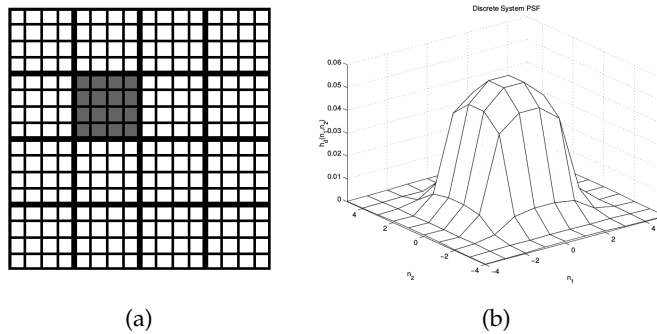 Discrete System PSF
0.06
0.05
0.04
0.03
0.02
0.01
0
h_d(n_1,n_2)
4
2
0
−2
−4
n_2
−4
−2
0
2
4
n_1
(a)
(b)